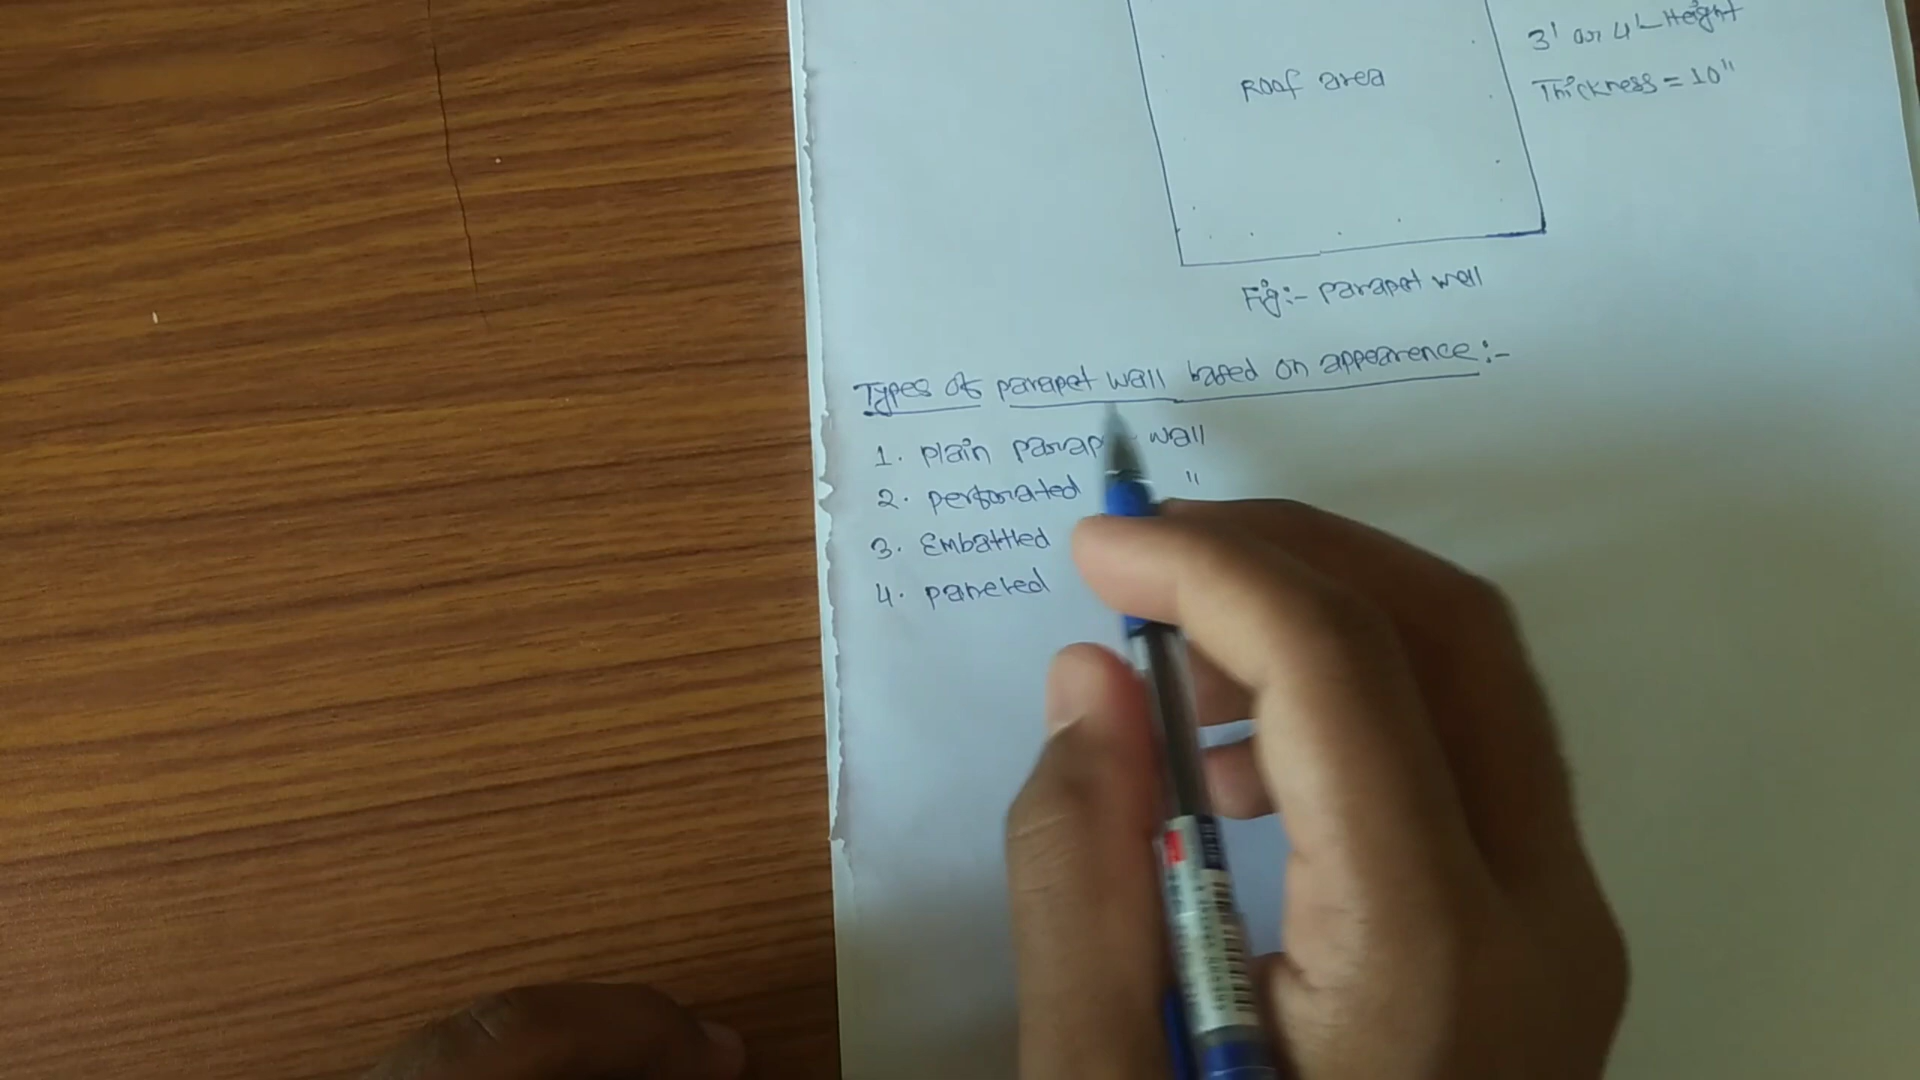 3' or 4' Height
Roof area
Thickness = 10"
Fig:- Parapet wall
Types of parapet wall based on appearence:-
1. Plain Parap wall
2. perforated "
3. Embattled
4. paneled